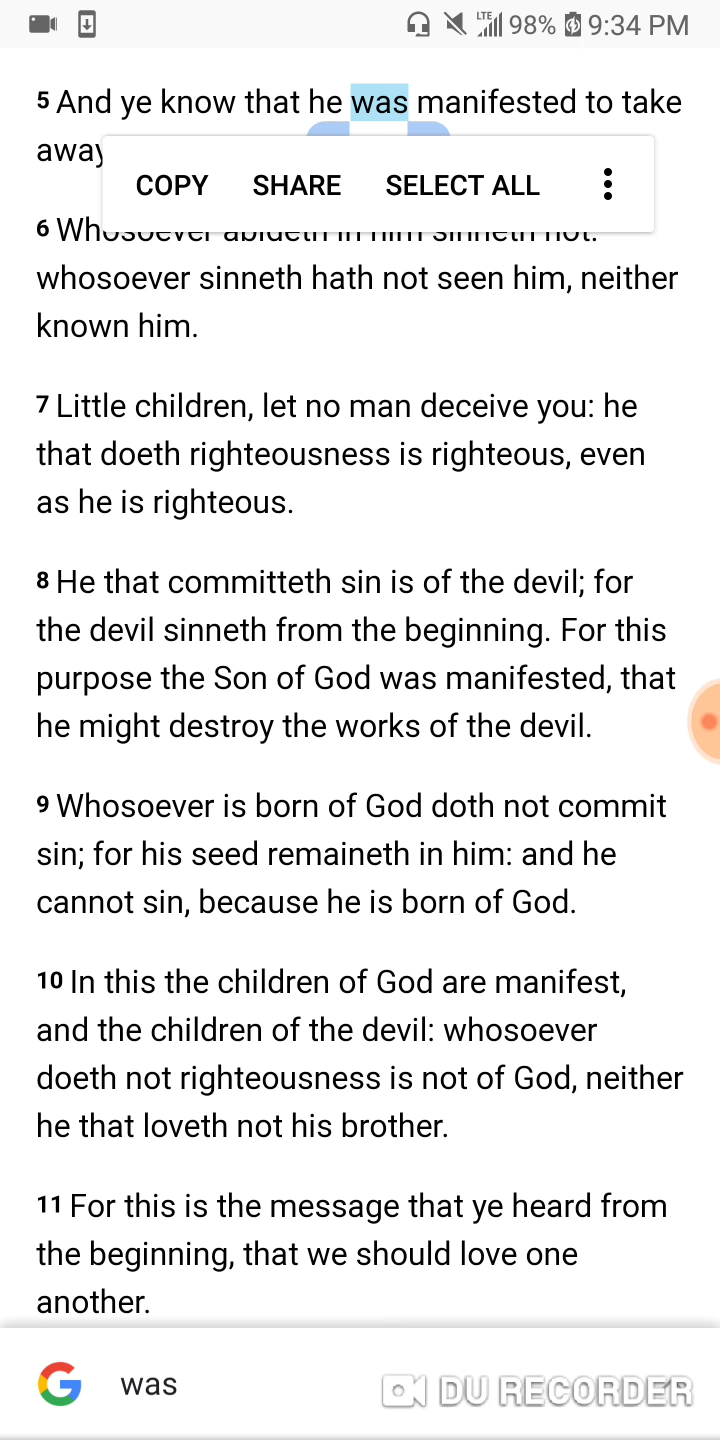 LTE 98% 9:34 PM
5 And ye know that he was manifested to take
away
COPY SHARE SELECT ALL
6 Whosoever abideth in him sinneth not:
whosoever sinneth hath not seen him, neither
known him.
7 Little children, let no man deceive you: he
that doeth righteousness is righteous, even
as he is righteous.
8 He that committeth sin is of the devil; for
the devil sinneth from the beginning. For this
purpose the Son of God was manifested, that
he might destroy the works of the devil.
9 Whosoever is born of God doth not commit
sin; for his seed remaineth in him: and he
cannot sin, because he is born of God.
10 In this the children of God are manifest,
and the children of the devil: whosoever
doeth not righteousness is not of God, neither
he that loveth not his brother.
11 For this is the message that ye heard from
the beginning, that we should love one
another.
was
DU RECORDER